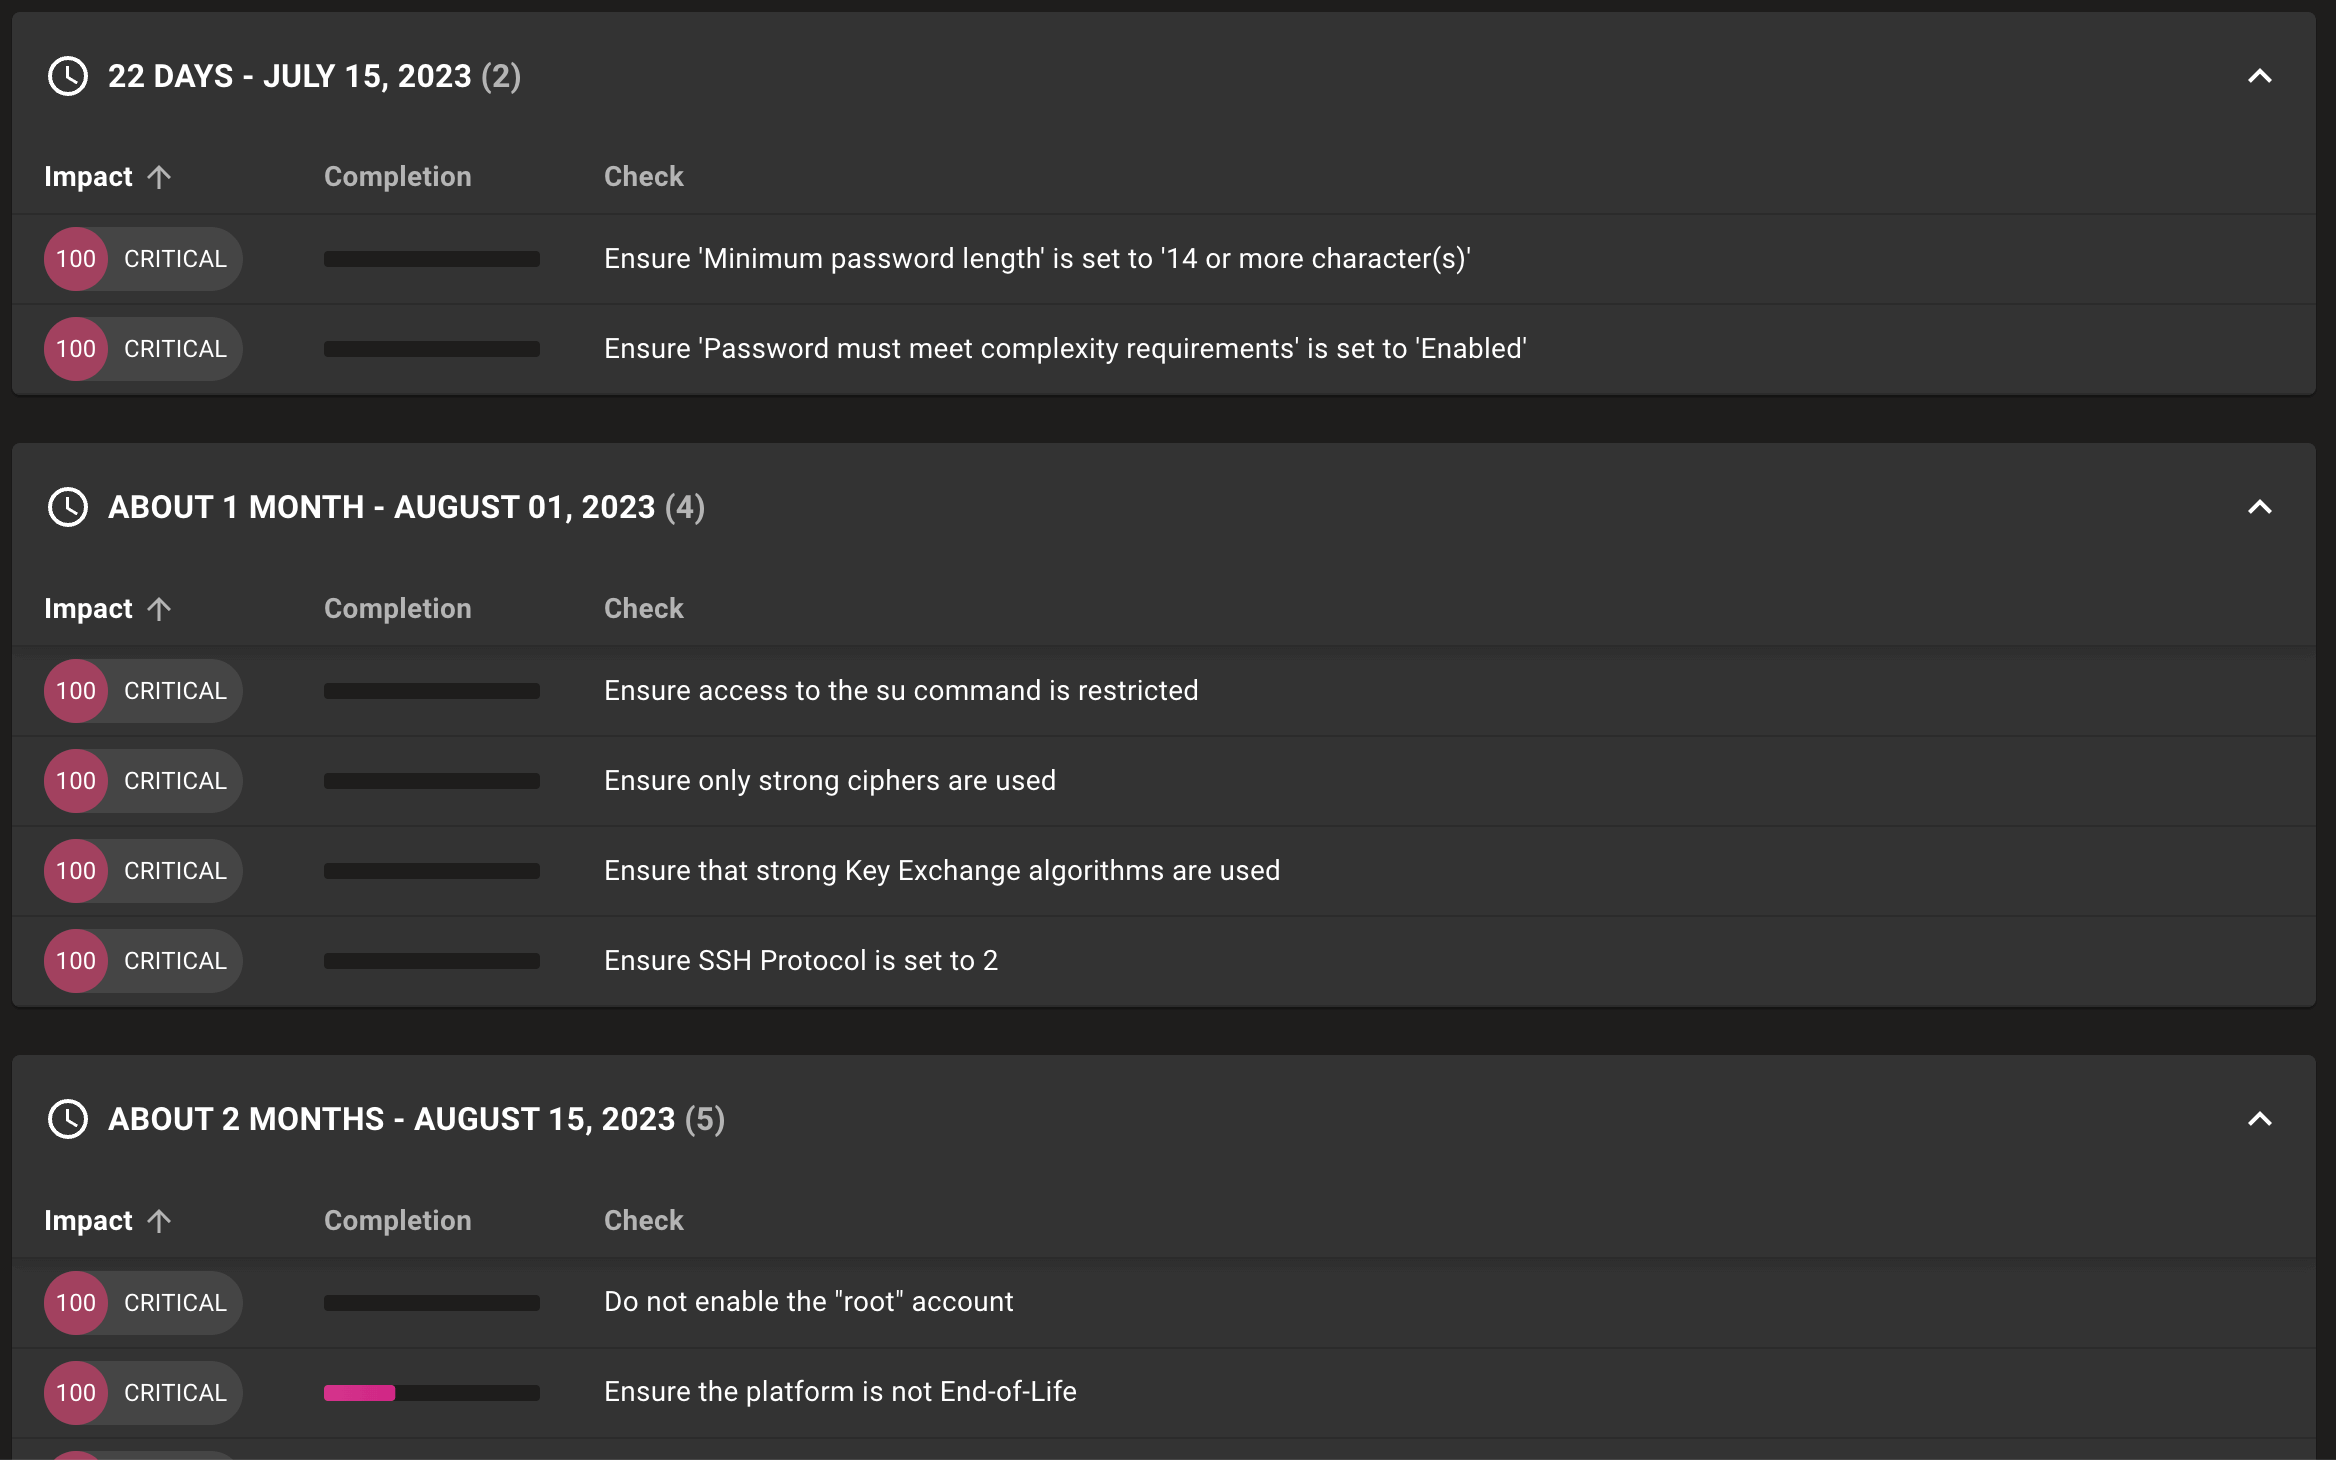 22 DAYS - JULY 15, 2023 (2)
Impact Completion Check
100 CRITICAL Ensure 'Minimum password length' is set to '14 or more character(s)'
100 CRITICAL Ensure 'Password must meet complexity requirements' is set to 'Enabled'
ABOUT 1 MONTH - AUGUST 01, 2023 (4)
Impact Completion Check
100 CRITICAL Ensure access to the su command is restricted
100 CRITICAL Ensure only strong ciphers are used
100 CRITICAL Ensure that strong Key Exchange algorithms are used
100 CRITICAL Ensure SSH Protocol is set to 2
ABOUT 2 MONTHS - AUGUST 15, 2023 (5)
Impact Completion Check
100 CRITICAL Do not enable the "root" account
100 CRITICAL Ensure the platform is not End-of-Life